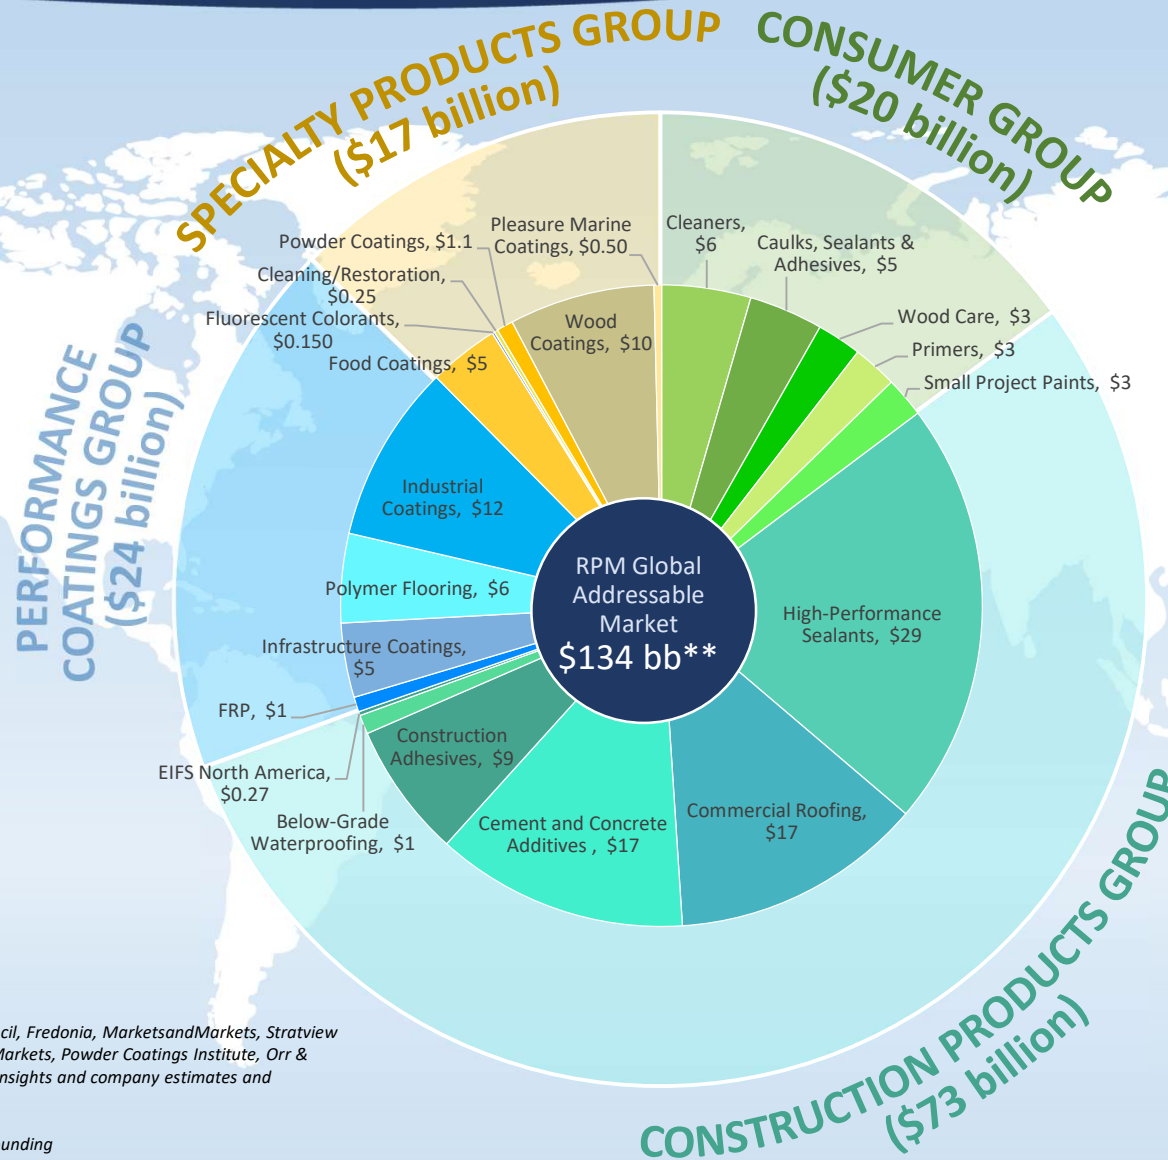 SPECIALTY PRODUCTS GROUP
($17 billion)
CONSUMER GROUP
($20 billion)
PERFORMANCE
COATINGS GROUP
($24 billion)
CONSTRUCTION PRODUCTS GROUP
($73 billion)
Pleasure Marine
Coatings, $0.50
Powder Coatings, $1.1
Cleaning/Restoration,
$0.25
Fluorescent Colorants,
$0.150
Food Coatings, $5
Wood
Coatings, $10
Cleaners,
$6
Caulks, Sealants &
Adhesives, $5
Wood Care, $3
Primers, $3
Small Project Paints, $3
Industrial
Coatings, $12
Polymer Flooring, $6
Infrastructure Coatings,
$5
FRP, $1
EIFS North America,
$0.27
Below-Grade
Waterproofing, $1
Construction
Adhesives, $9
Cement and Concrete
Additives , $17
Commercial Roofing,
$17
High-Performance
Sealants, $29
RPM Global
Addressable
Market
$134 bb**
cil, Fredonia, MarketsandMarkets, Stratview
Markets, Powder Coatings Institute, Orr &
nsights and company estimates and
unding